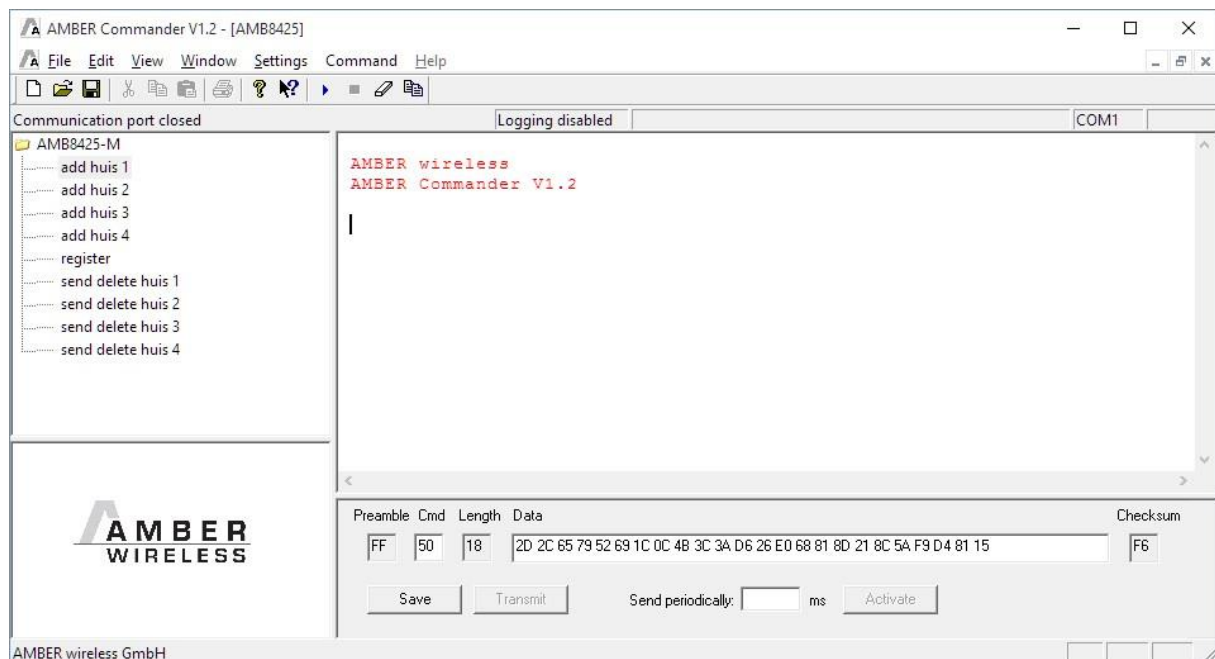 AMBER Commander V1.2 - [AMB8425]
File Edit View Window Settings Command Help
Communication port closed Logging disabled COM1
AMB8425-M
add huis 1
add huis 2
add huis 3
add huis 4
register
send delete huis 1
send delete huis 2
send delete huis 3
send delete huis 4
AMBER wireless
AMBER Commander V1.2
AMBER
WIRELESS
Preamble Cmd Length Data Checksum
FF 50 18 2D 2C 65 79 52 69 1C 0C 4B 3C 3A D6 26 E0 68 81 8D 21 8C 5A F9 D4 81 15 F6
Save Transmit Send periodically: ms Activate
AMBER wireless GmbH